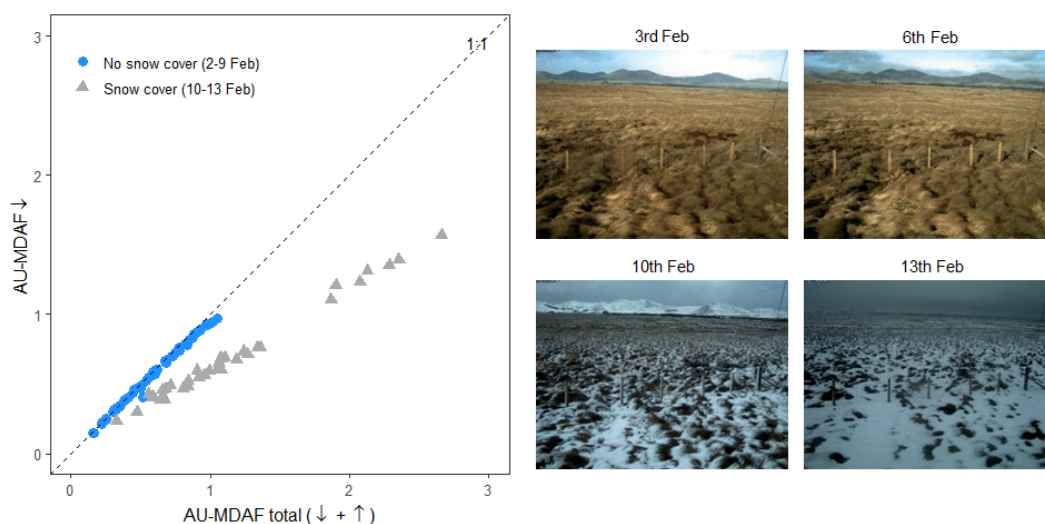 3
2
1
0
0
1
2
3
AU-MDAF ↓
AU-MDAF total (↓ + ↑)
1:1
No snow cover (2-9 Feb)
Snow cover (10-13 Feb)
3rd Feb
6th Feb
10th Feb
13th Feb